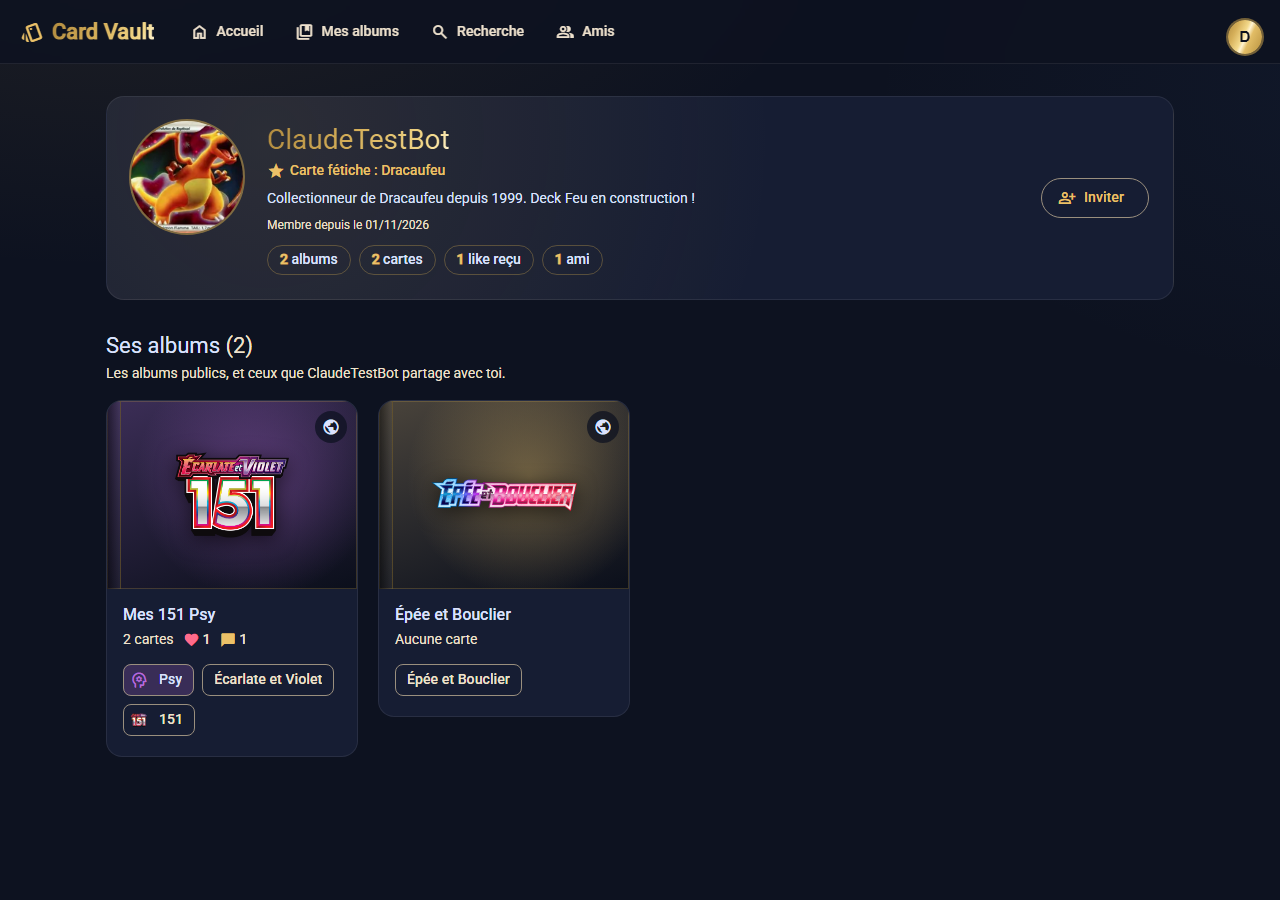 Card Vault
Accueil
Mes albums
Recherche
Amis
D
ClaudeTestBot
Carte fétiche : Dracaufeu
Collectionneur de Dracaufeu depuis 1999. Deck Feu en construction !
Membre depuis le 01/11/2026
2 albums
2 cartes
1 like reçu
1 ami
Inviter
Ses albums (2)
Les albums publics, et ceux que ClaudeTestBot partage avec toi.
ÉCARLATE et VIOLET
151
ÉPÉE ET BOUCLIER
Mes 151 Psy
2 cartes 1 1
Psy
Écarlate et Violet
151
151
Épée et Bouclier
Aucune carte
Épée et Bouclier